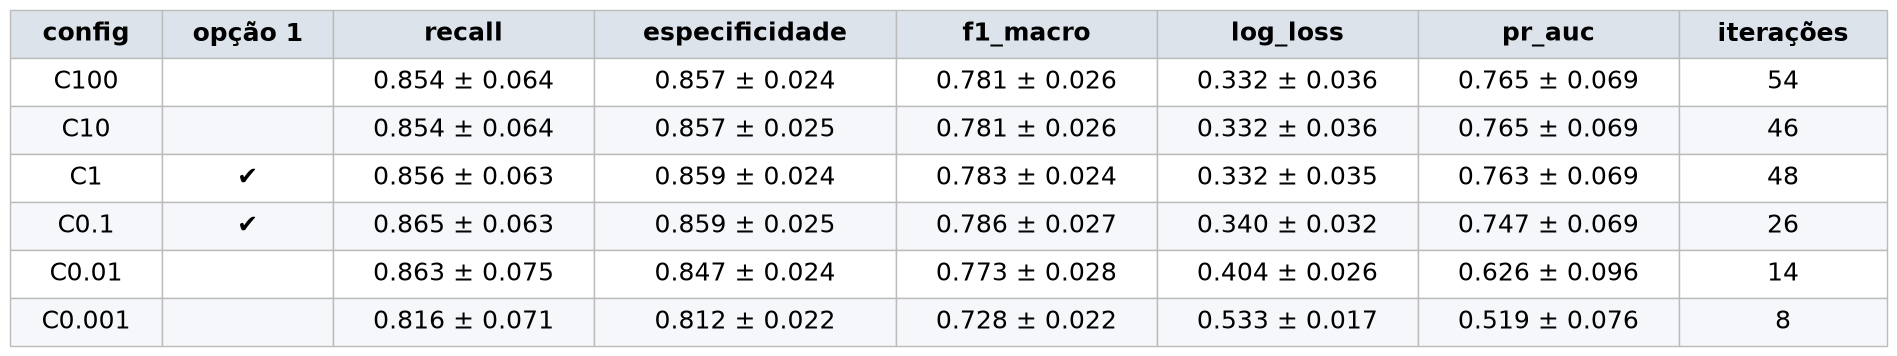 config opção 1 recall especificidade f1_macro log_loss pr_auc iterações
C100 0.854 ± 0.064 0.857 ± 0.024 0.781 ± 0.026 0.332 ± 0.036 0.765 ± 0.069 54
C10 0.854 ± 0.064 0.857 ± 0.025 0.781 ± 0.026 0.332 ± 0.036 0.765 ± 0.069 46
C1 ✔ 0.856 ± 0.063 0.859 ± 0.024 0.783 ± 0.024 0.332 ± 0.035 0.763 ± 0.069 48
C0.1 ✔ 0.865 ± 0.063 0.859 ± 0.025 0.786 ± 0.027 0.340 ± 0.032 0.747 ± 0.069 26
C0.01 0.863 ± 0.075 0.847 ± 0.024 0.773 ± 0.028 0.404 ± 0.026 0.626 ± 0.096 14
C0.001 0.816 ± 0.071 0.812 ± 0.022 0.728 ± 0.022 0.533 ± 0.017 0.519 ± 0.076 8